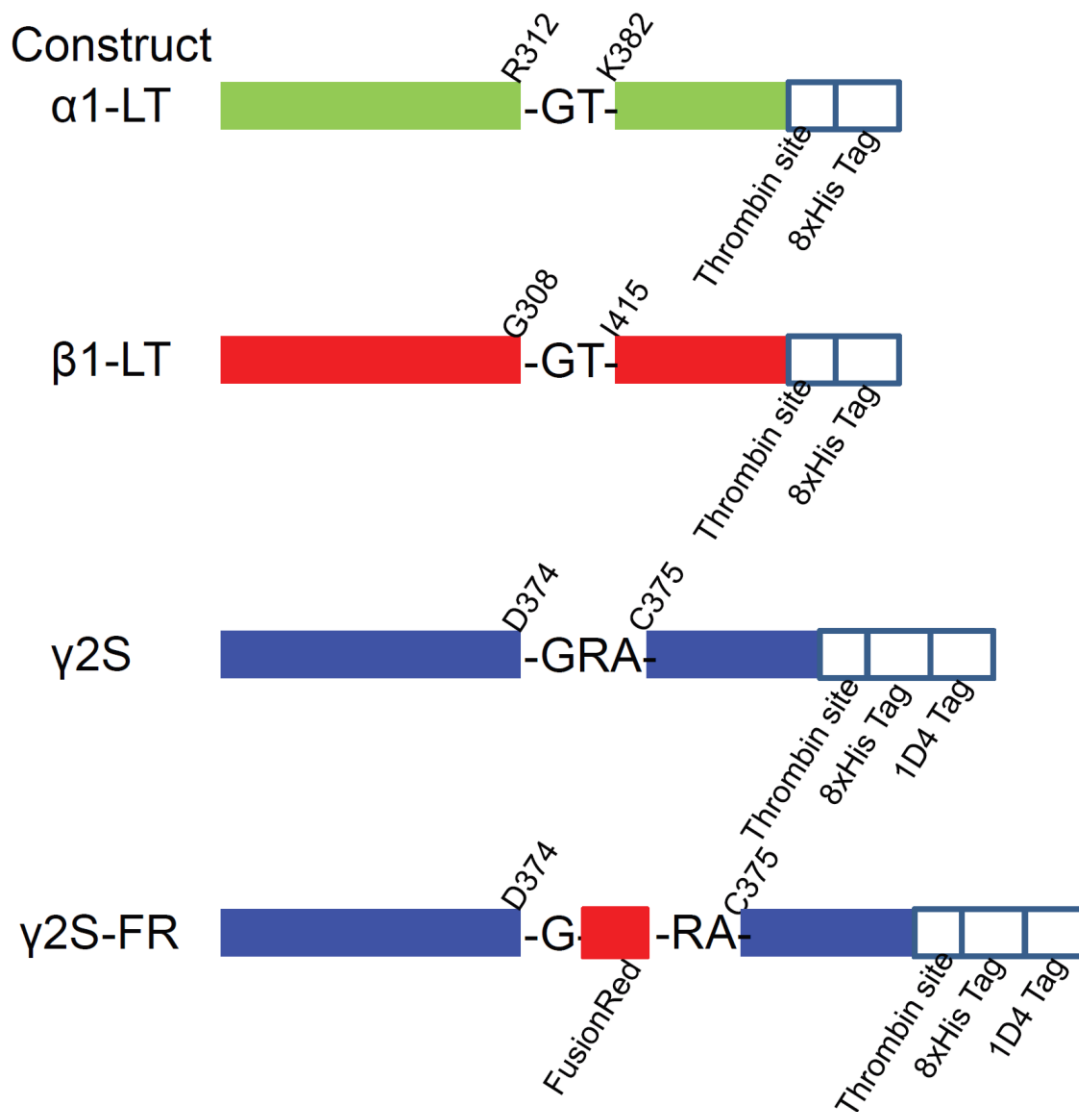 Construct
R312
K382
α1-LT
-GT-
Thrombin site
8xHis Tag
G308
I415
β1-LT
-GT-
Thrombin site
8xHis Tag
D374
C375
γ2S
-GRA-
Thrombin site
8xHis Tag
1D4 Tag
D374
C375
γ2S-FR
-G-
-RA-
FusionRed
Thrombin site
8xHis Tag
1D4 Tag